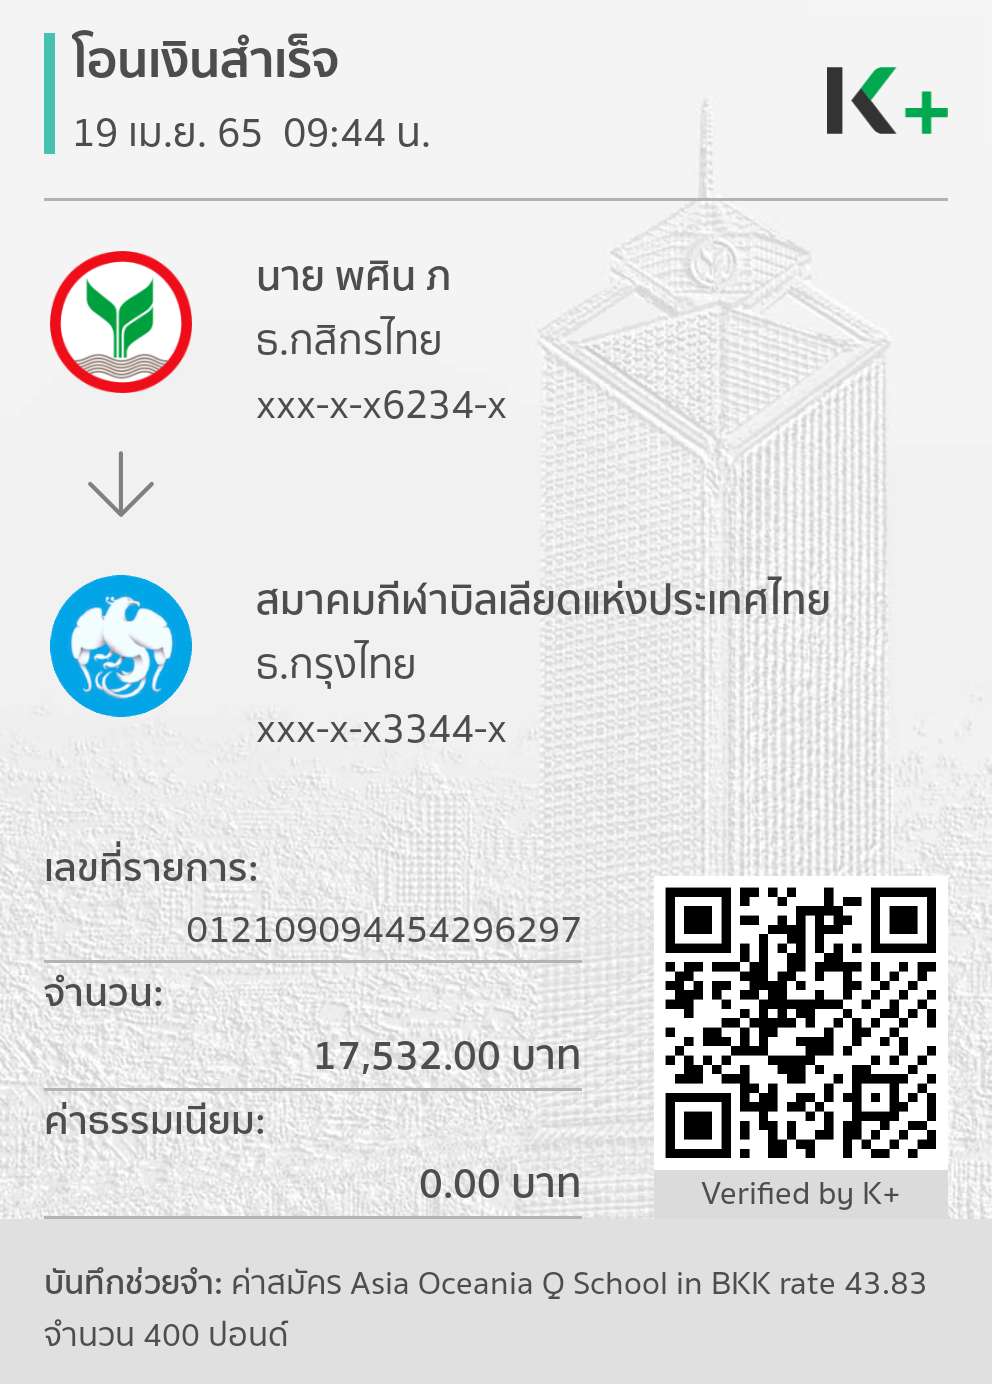 โอนเงินสำเร็จ
19 เม.ย. 65 09:44 น.
K+
นาย พศิน ภ
ธ.กสิกรไทย
xxx-x-x6234-x
สมาคมกีฬาบิลเลียดแห่งประเทศไทย
ธ.กรุงไทย
xxx-x-x3344-x
เลขที่รายการ:
012109094454296297
จำนวน:
17,532.00 บาท
ค่าธรรมเนียม:
0.00 บาท
Verified by K+
บันทึกช่วยจำ: ค่าสมัคร Asia Oceania Q School in BKK rate 43.83
จำนวน 400 ปอนด์